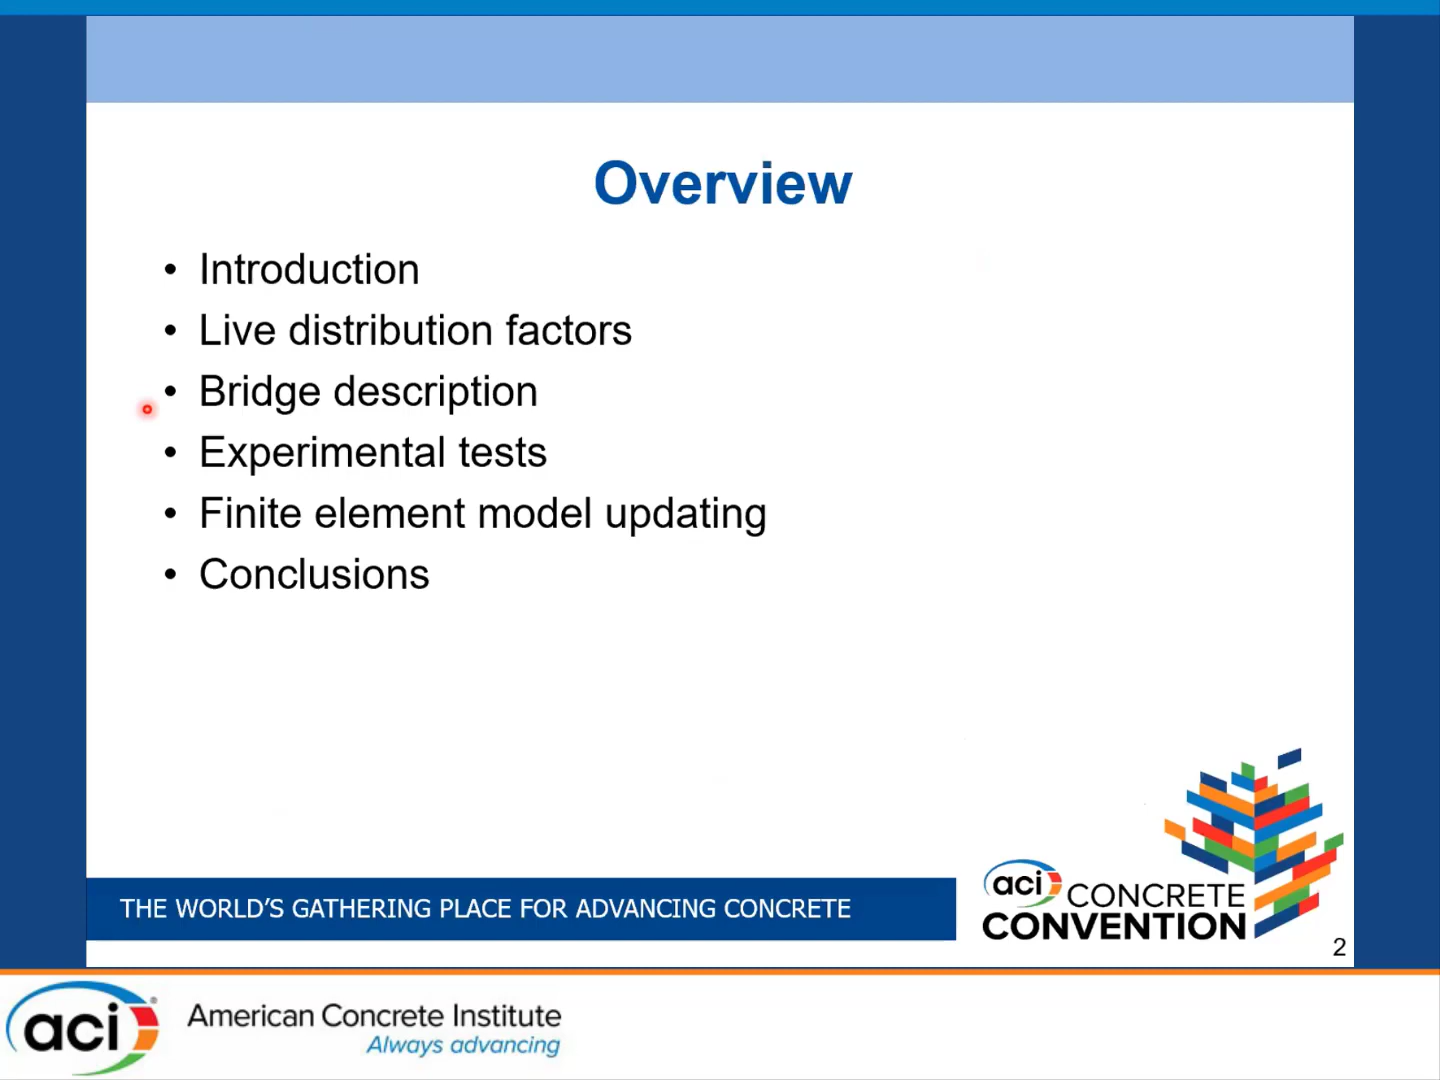 Overview
• Introduction
• Live distribution factors
• Bridge description
• Experimental tests
• Finite element model updating
• Conclusions
THE WORLD'S GATHERING PLACE FOR ADVANCING CONCRETE
aci CONCRETE
CONVENTION
2
aci
American Concrete Institute
Always advancing